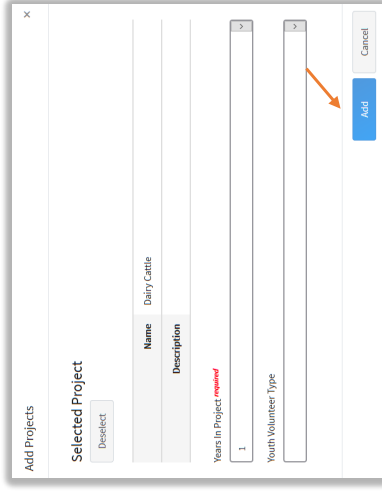 Add Projects
×
Selected Project
Deselect
Name Dairy Cattle
Description
Years In Project required
1
Youth Volunteer Type
Add
Cancel